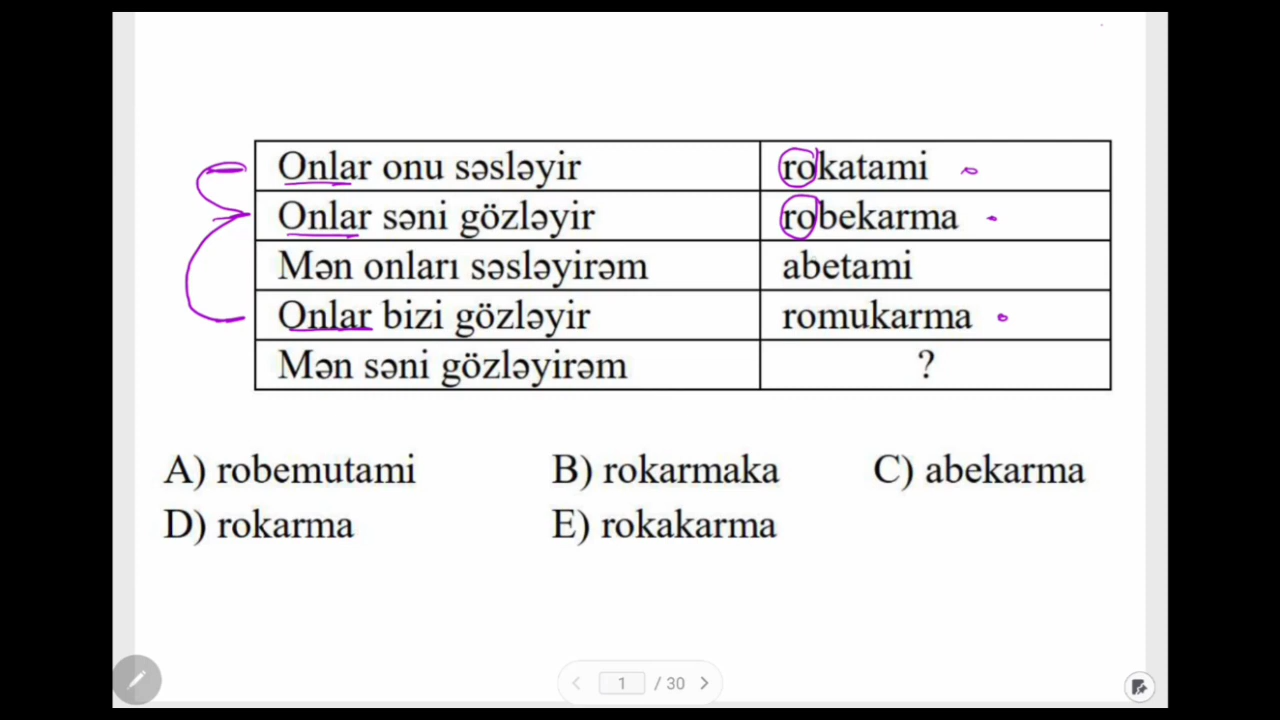 Onlar onu səsləyir rokatami
Onlar səni gözləyir robekarma
Mən onları səsləyirəm abetami
Onlar bizi gözləyir romukarma
Mən səni gözləyirəm ?
A) robemutami B) rokarmaka C) abekarma
D) rokarma E) rokakarma
1 / 30